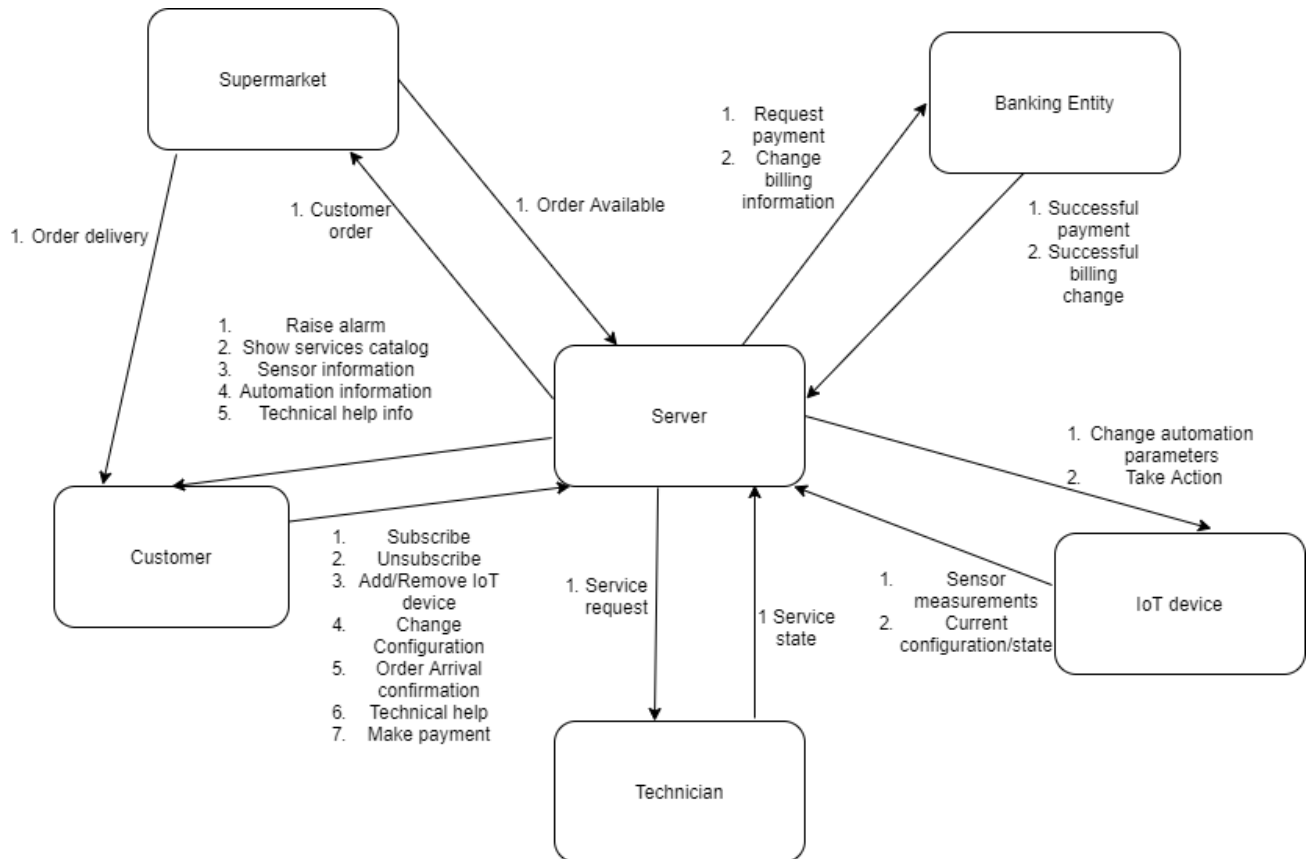 Supermarket
Banking Entity
1. Request
payment
2. Change
billing
information
1. Order delivery
1. Customer
order
1. Order Available
1. Successful
payment
2. Successful
billing
change
1. Raise alarm
2. Show services catalog
3. Sensor information
4. Automation information
5. Technical help info
Server
1. Change automation
parameters
2. Take Action
Customer
1. Subscribe
2. Unsubscribe
3. Add/Remove IoT
device
4. Change
Configuration
5. Order Arrival
confirmation
6. Technical help
7. Make payment
1. Service
request
1 Service
state
1. Sensor
measurements
2. Current
configuration/state
IoT device
Technician